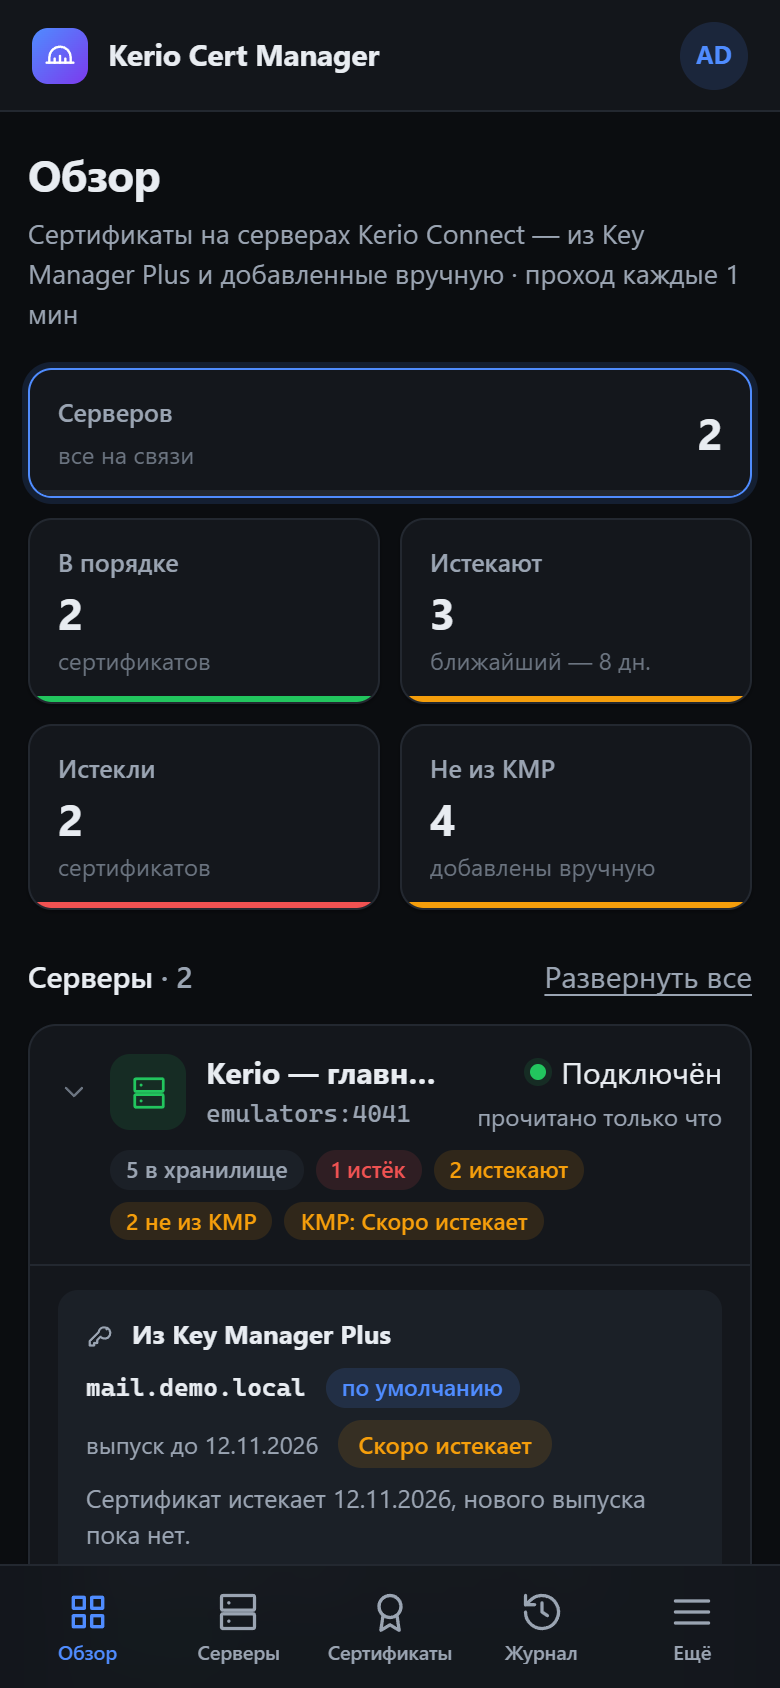 Kerio Cert Manager
AD
Обзор
Сертификаты на серверах Kerio Connect — из Key
Manager Plus и добавленные вручную · проход каждые 1
мин
Серверов
все на связи
2
В порядке
2
сертификатов
Истекают
3
ближайший — 8 дн.
Истекли
2
сертификатов
Не из KMP
4
добавлены вручную
Серверы · 2
Развернуть все
Kerio — главн...
emulators:4041
Подключён
прочитано только что
5 в хранилище
1 истёк
2 истекают
2 не из KMP
KMP: Скоро истекает
Из Key Manager Plus
mail.demo.local
по умолчанию
выпуск до 12.11.2026
Скоро истекает
Сертификат истекает 12.11.2026, нового выпуска
пока нет.
Обзор
Серверы
Сертификаты
Журнал
Ещё